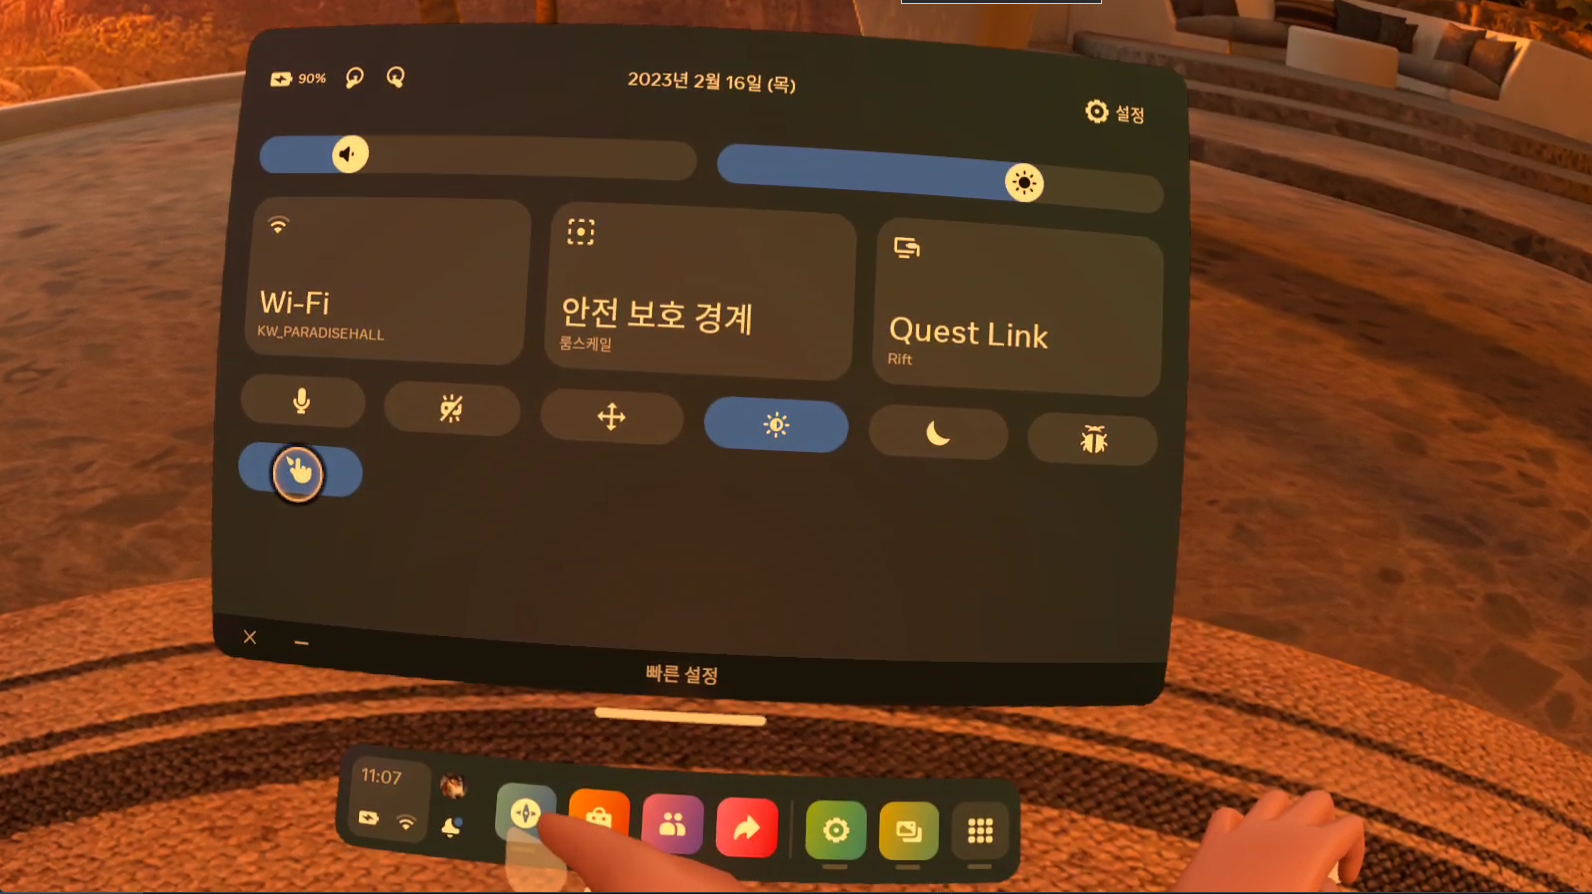 90%
2023년 2월 16일 (목)
설정
Wi-Fi
KW_PARADISEHALL
안전 보호 경계
룸스케일
Quest Link
Rift
빠른 설정
11:07